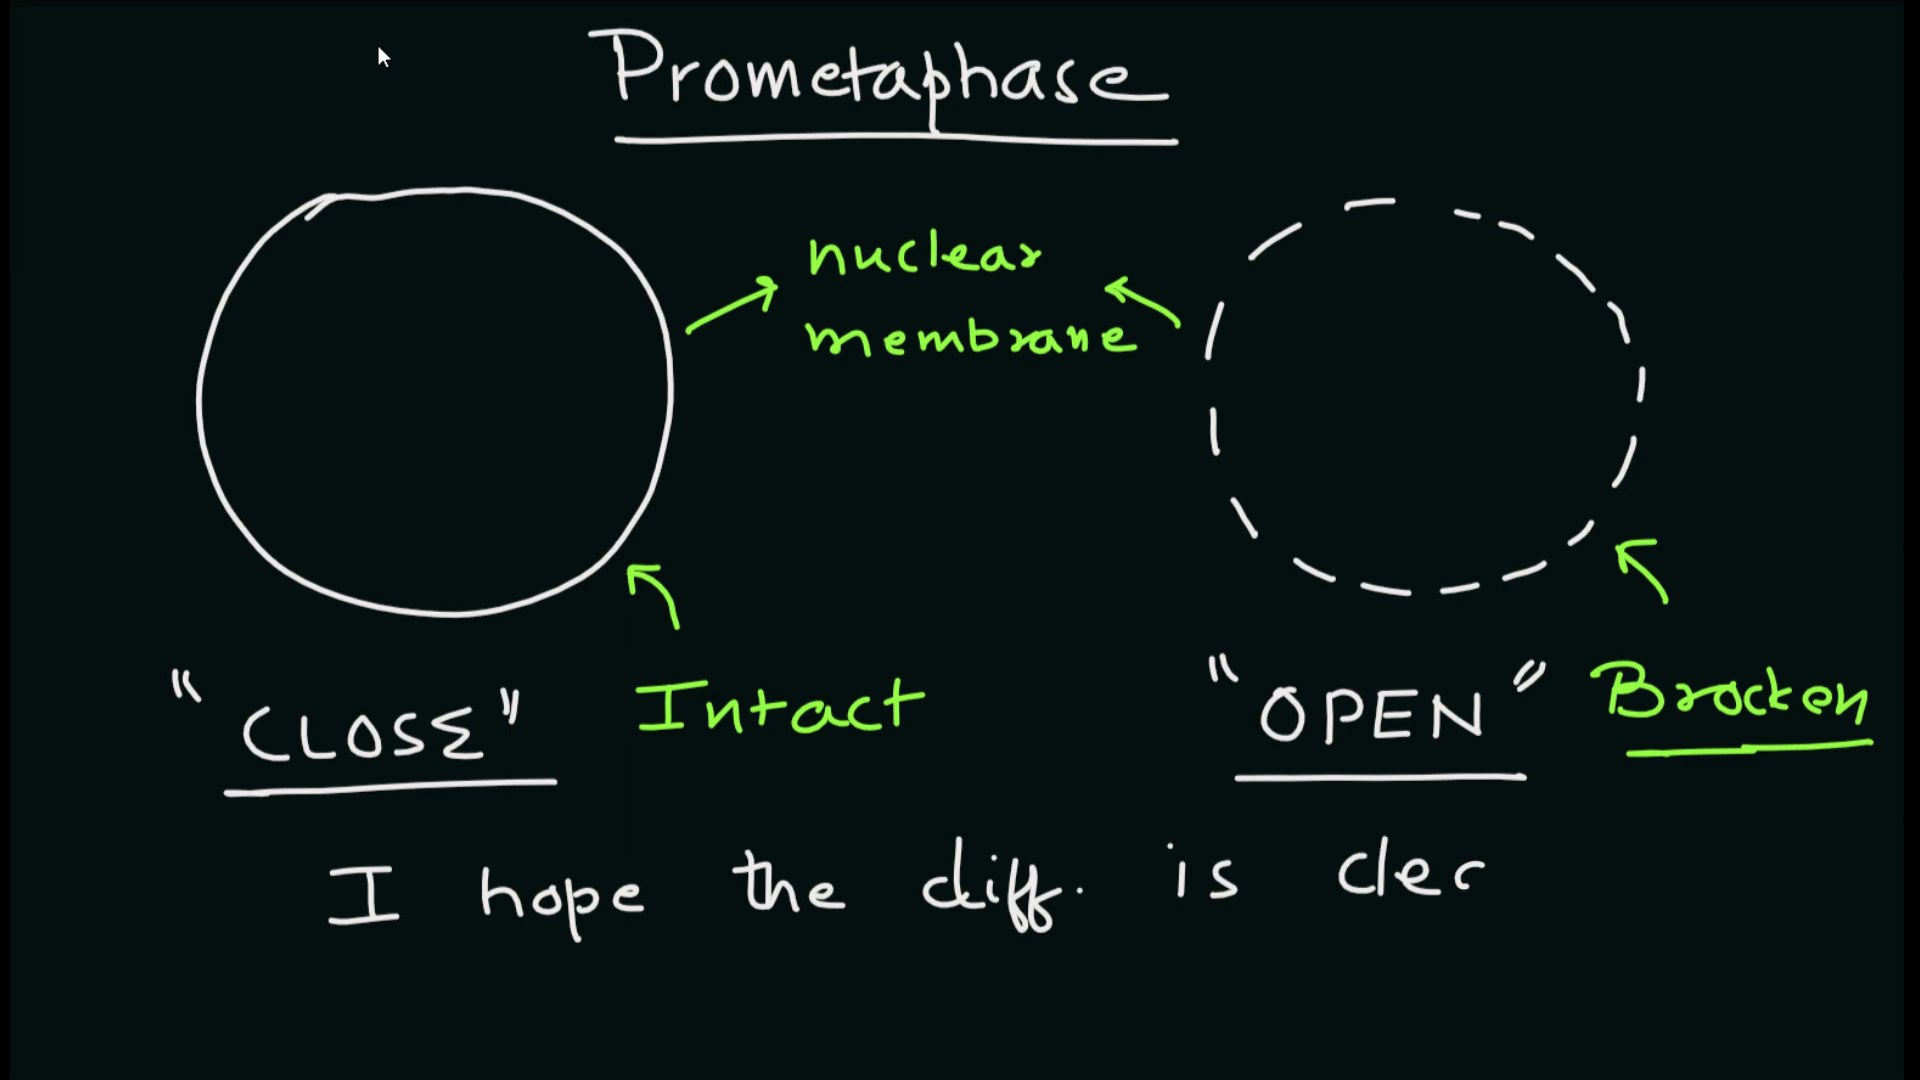 Prometaphase
nuclear
membrane
"CLOSE"
Intact
"OPEN"
Brocken
I hope the diff. is clec